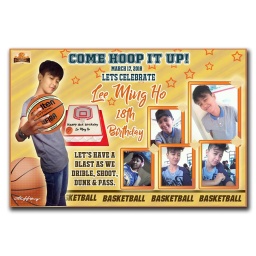 COME HOOP IT UP!
MARCH 17, 2018
LETS CELEBRATE
Lee Ming Ho
18th
Birthday
LET'S HAVE A
BLAST AS WE
DRIBLE, SHOOT,
DUNK & PASS.
KETBALL BASKETBALL BASKETBALL BASKETBALL